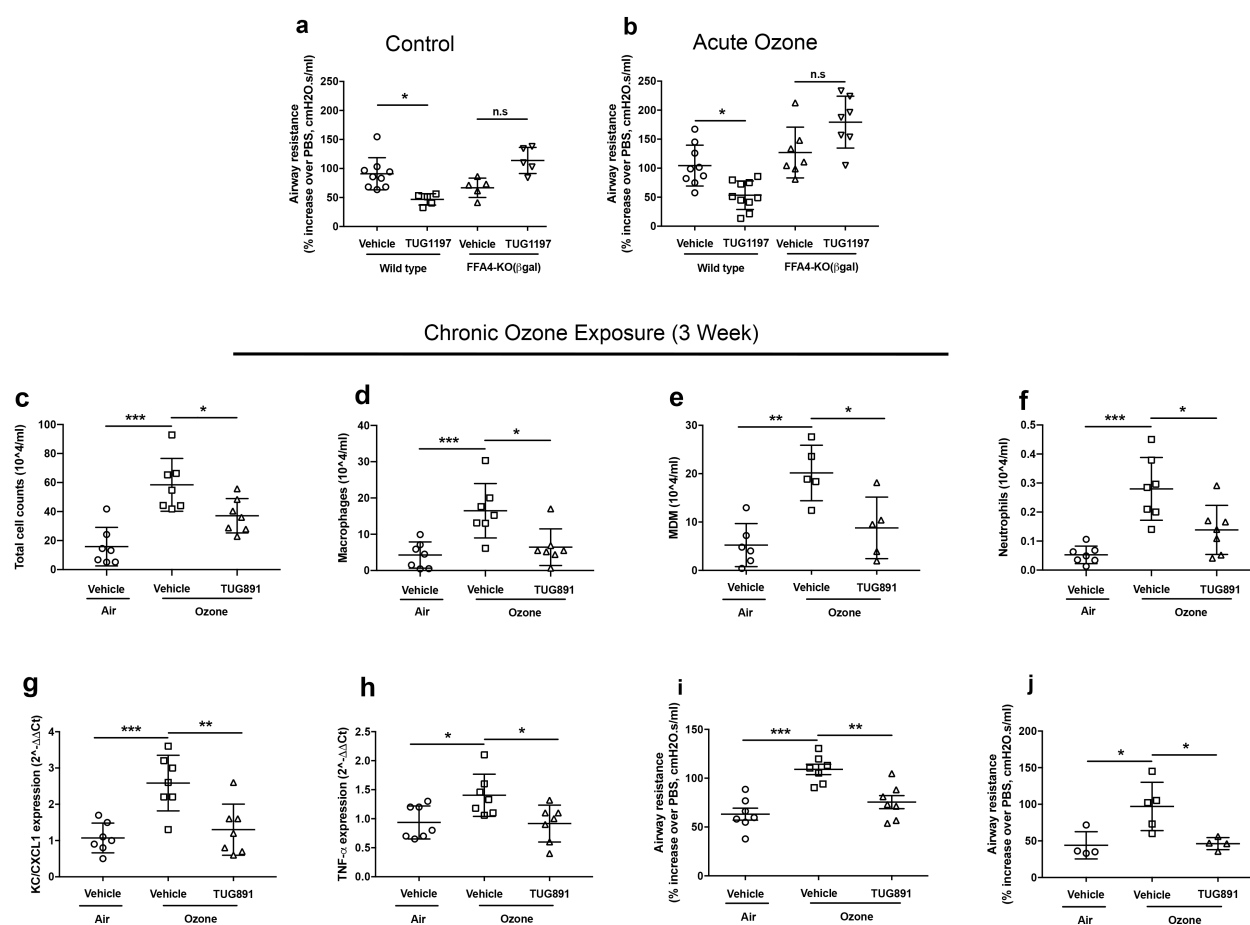 a
Control
Airway resistance
(% increase over PBS, cmH2O.s/ml)
250
200
150
100
50
0
*
n.s
Vehicle TUG1197 Vehicle TUG1197
Wild type FFA4-KO(βgal)
b
Acute Ozone
Airway resistance
(% increase over PBS, cmH2O.s/ml)
250
200
150
100
50
0
*
n.s
Vehicle TUG1197 Vehicle TUG1197
Wild type FFA4-KO(βgal)
Chronic Ozone Exposure (3 Week)
c
Total cell counts (10^4/ml)
100
80
60
40
20
0
*** *
Vehicle Vehicle TUG891
Air Ozone
d
Macrophages (10^4/ml)
40
30
20
10
0
*** *
Vehicle Vehicle TUG891
Air Ozone
e
MDM (10^4/ml)
30
20
10
0
** *
Vehicle Vehicle TUG891
Air Ozone
f
Neutrophils (10^4/ml)
0.5
0.4
0.3
0.2
0.1
0.0
*** *
Vehicle Vehicle TUG891
Air Ozone
g
KC/CXCL1 expression (2^-ΔΔCt)
4
3
2
1
0
*** **
Vehicle Vehicle TUG891
Air Ozone
h
TNF-α expression (2^-ΔΔCt)
2.5
2.0
1.5
1.0
0.5
0.0
* *
Vehicle Vehicle TUG891
Air Ozone
i
Airway resistance
(% increase over PBS, cmH2O.s/ml)
150
100
50
0
*** **
Vehicle Vehicle TUG891
Air Ozone
j
Airway resistance
(% increase over PBS, cmH2O.s/ml)
200
150
100
50
0
* *
Vehicle Vehicle TUG891
Air Ozone